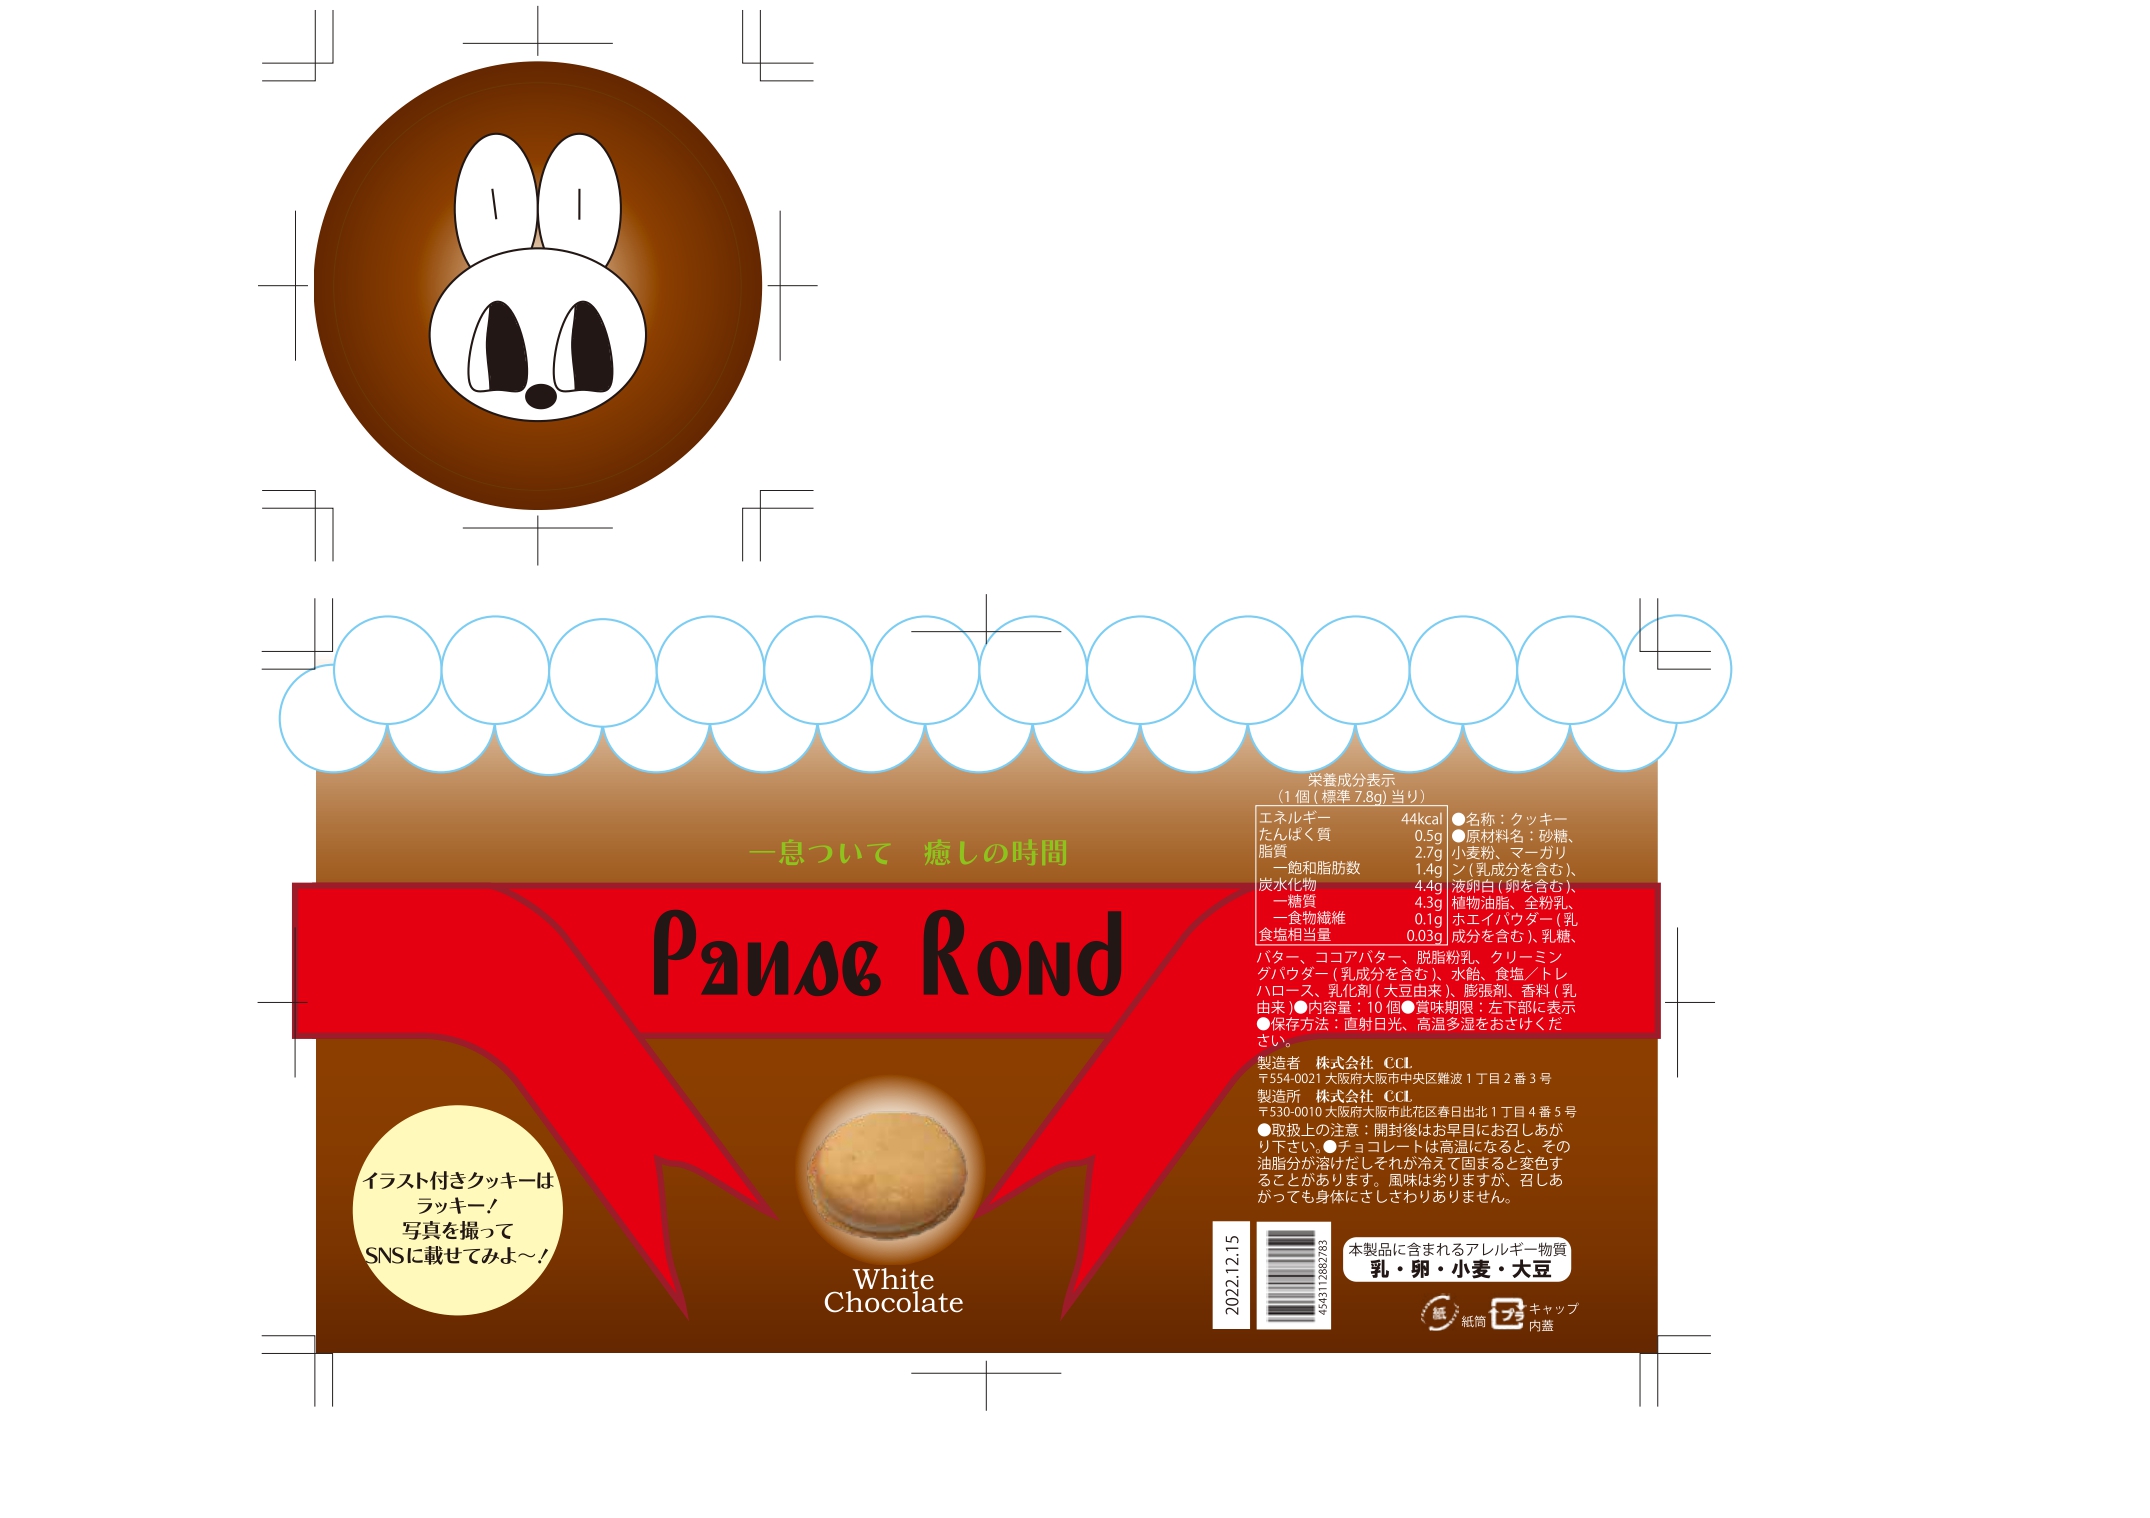 一息ついて　癒しの時間
Pause Rond
イラスト付きクッキーは
ラッキー！
写真を撮って
SNSに載せてみよ～！
White
Chocolate
栄養成分表示
（1 個 ( 標準 7.8g) 当り）
エネルギー 44kcal
たんぱく質 0.5g
脂質 2.7g
一飽和脂肪数 1.4g
炭水化物 4.4g
一糖質 4.3g
一食物繊維 0.1g
食塩相当量 0.03g
●名称：クッキー
●原材料名：砂糖、
小麦粉、マーガリ
ン ( 乳成分を含む )、
液卵白 ( 卵を含む )、
植物油脂、全粉乳、
ホエイパウダー ( 乳
成分を含む )、乳糖、
バター、ココアバター、脱脂粉乳、クリーミン
グパウダー ( 乳成分を含む )、水飴、食塩／トレ
ハロース、乳化剤 ( 大豆由来 )、膨張剤、香料 ( 乳
由来 )●内容量：10 個●賞味期限：左下部に表示
●保存方法：直射日光、高温多湿をおさけくだ
さい。
製造者　株式会社 CCL
〒554-0021 大阪府大阪市中央区難波 1 丁目 2 番 3 号
製造所　株式会社 CCL
〒530-0010 大阪府大阪市此花区春日出北 1 丁目 4 番 5 号
●取扱上の注意：開封後はお早目にお召しあが
り下さい。●チョコレートは高温になると、その
油脂分が溶けだしそれが冷えて固まると変色す
ることがあります。風味は劣りますが、召しあ
がっても身体にさしさわりありません。
2022.12.15
4543112882783
本製品に含まれるアレルギー物質
乳・卵・小麦・大豆
紙 紙筒 プラ キャップ
内蓋